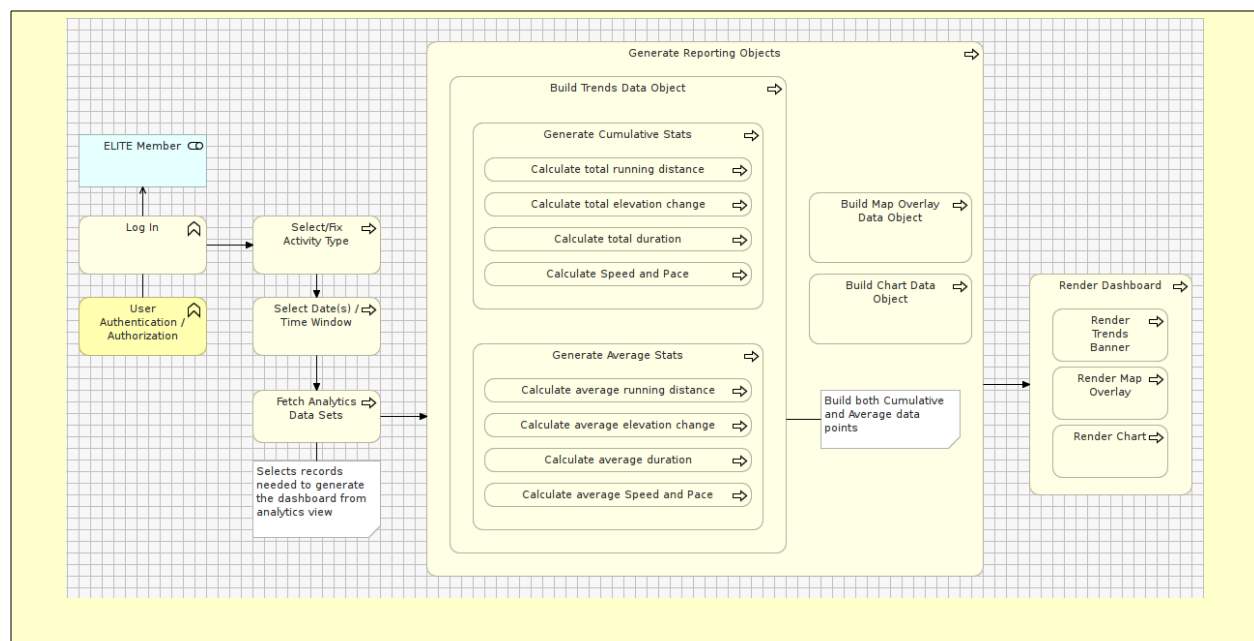 ELITE Member
Log In
User
Authentication /
Authorization
Select/Fix
Activity Type
Select Date(s) /
Time Window
Fetch Analytics
Data Sets
Selects records
needed to generate
the dashboard from
analytics view
Generate Reporting Objects
Build Trends Data Object
Generate Cumulative Stats
Calculate total running distance
Calculate total elevation change
Calculate total duration
Calculate Speed and Pace
Generate Average Stats
Calculate average running distance
Calculate average elevation change
Calculate average duration
Calculate average Speed and Pace
Build Map Overlay
Data Object
Build Chart Data
Object
Build both Cumulative
and Average data
points
Render Dashboard
Render
Trends
Banner
Render Map
Overlay
Render Chart